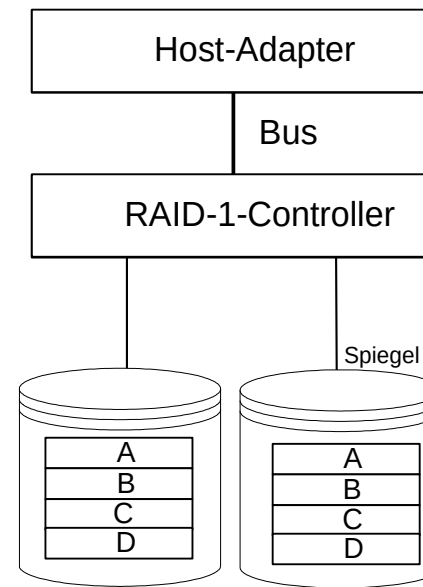 Host-Adapter
Bus
RAID-1-Controller
Spiegel
A
B
C
D
A
B
C
D